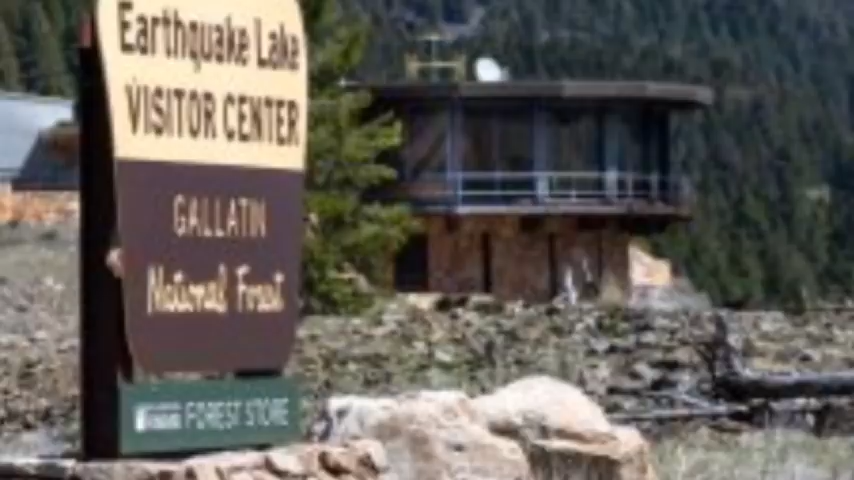 Earthquake Lake
VISITOR CENTER
GALLATIN
National Forest
FOREST STORE